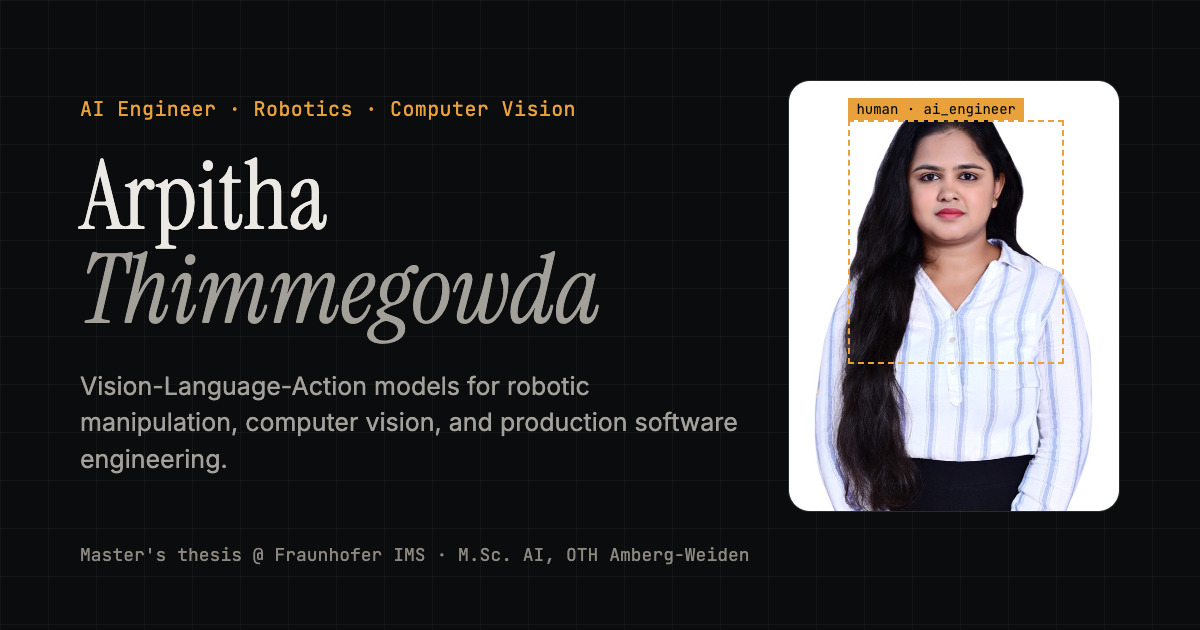 AI Engineer · Robotics · Computer Vision
Arpitha
Thimmegowda
Vision-Language-Action models for robotic
manipulation, computer vision, and production software
engineering.
Master's thesis @ Fraunhofer IMS · M.Sc. AI, OTH Amberg-Weiden
human · ai_engineer